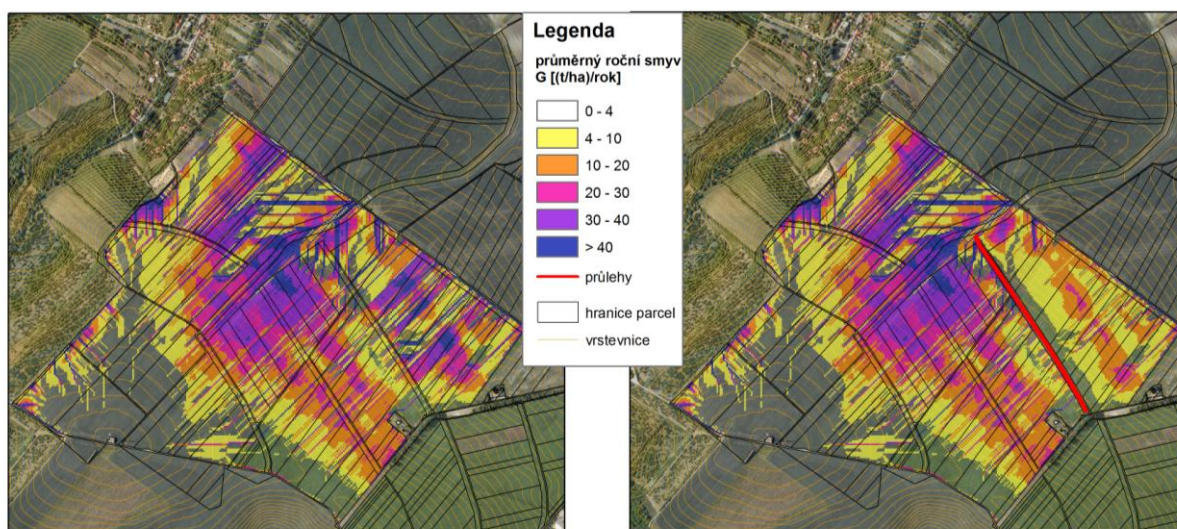 Legenda
průměrný roční smyv
G [(t/ha)/rok]
0 - 4
4 - 10
10 - 20
20 - 30
30 - 40
> 40
průlehy
hranice parcel
vrstevnice